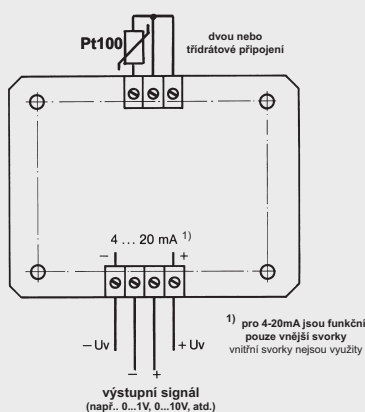 Pt100
dvou nebo
třídrátové připojení
4 ... 20 mA 1)
– +
– Uv – + + Uv
1) pro 4-20mA jsou funkční
pouze vnější svorky
vnitřní svorky nejsou využity
výstupní signál
(např.. 0...1V, 0...10V, atd.)